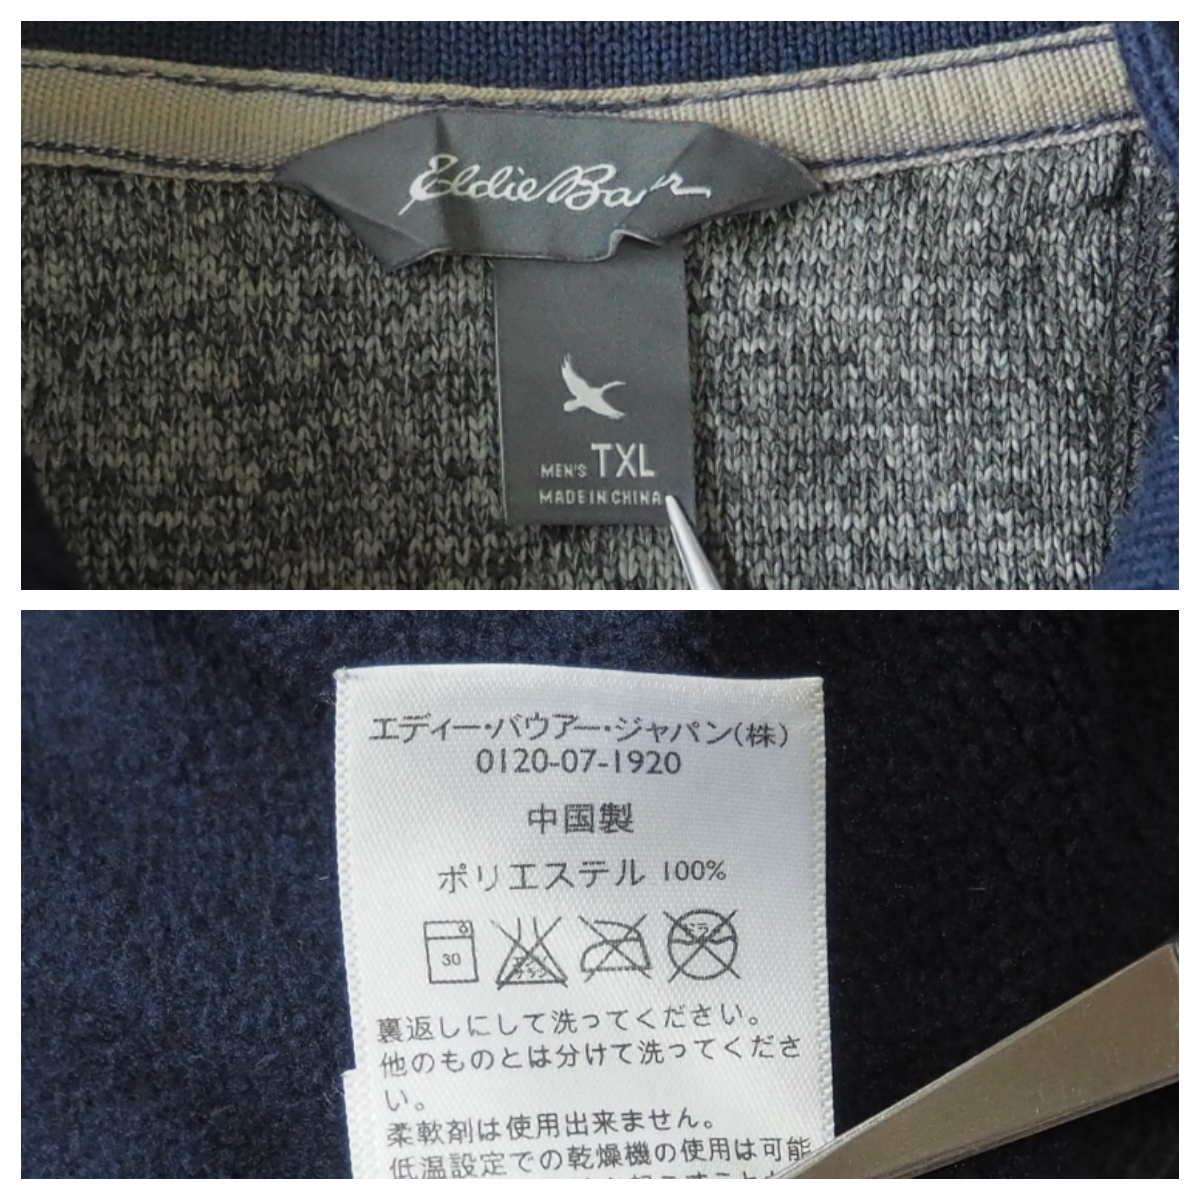 Eddie Bauer
MEN'S TXL
MADE IN CHINA
エディー・バウアー・ジャパン(株)
0120-07-1920
中国製
ポリエステル 100%
30
裏返しにして洗ってください。
他のものとは分けて洗ってくださ
い。
柔軟剤は使用出来ません。
低温設定での乾燥機の使用は可能